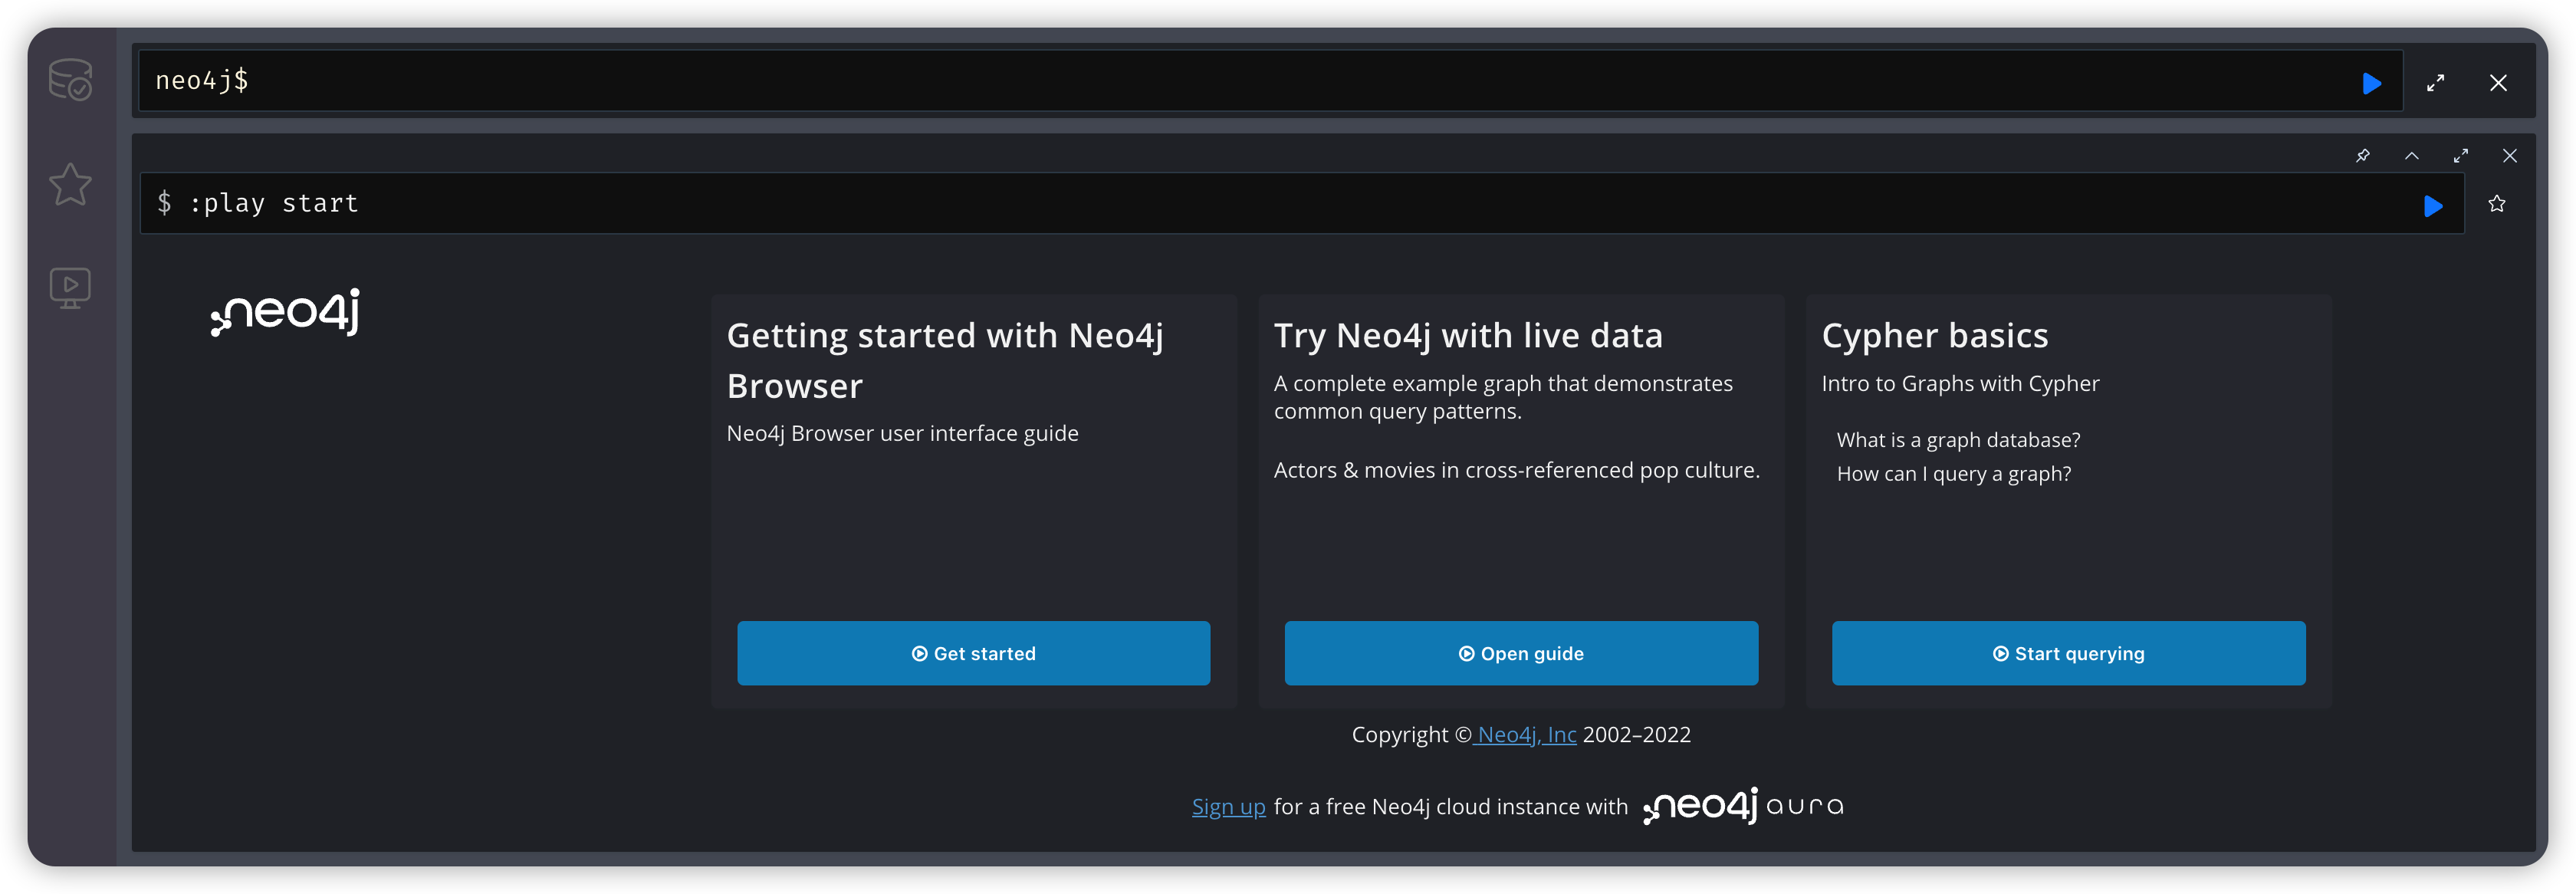 neo4j$
$ :play start
neo4j
Getting started with Neo4j
Browser
Neo4j Browser user interface guide
Get started
Try Neo4j with live data
A complete example graph that demonstrates
common query patterns.
Actors & movies in cross-referenced pop culture.
Open guide
Cypher basics
Intro to Graphs with Cypher
What is a graph database?
How can I query a graph?
Start querying
Copyright © Neo4j, Inc 2002–2022
Sign up for a free Neo4j cloud instance with neo4j aura